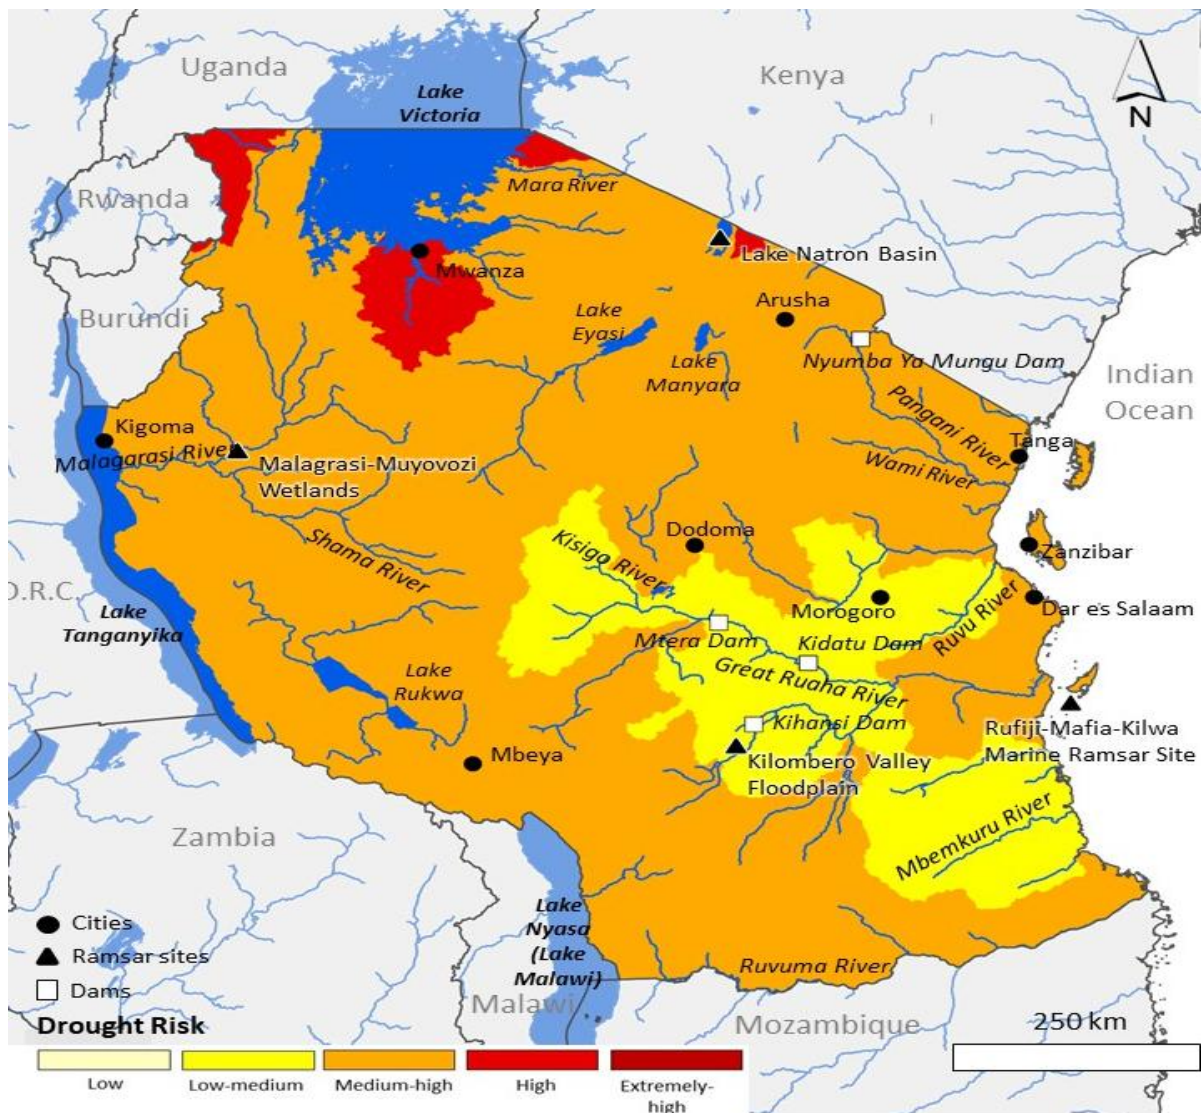 Uganda
Kenya
Lake
Victoria
N
Rwanda
Mara River
Lake Natron Basin
Mwanza
Burundi
Lake
Eyasi
Arusha
Lake
Manyara
Nyumba Ya Mungu Dam
Indian
Ocean
Pangani River
Kigoma
Tanga
Malagarasi River
Wami River
Malagrasi-Muyovozi
Wetlands
Shama River
Kisigo River
Dodoma
Zanzibar
D.R.C.
Lake
Tanganyika
Morogoro
Ruvu River
Dar es Salaam
Mtera Dam
Kidatu Dam
Great Ruaha River
Lake
Rukwa
Kihansi Dam
Rufiji-Mafia-Kilwa
Marine Ramsar Site
Mbeya
Kilombero Valley
Floodplain
Mbemkuru River
Zambia
Lake
Nyasa
(Lake
Malawi)
Malawi
Ruvuma River
Mozambique
Cities
Ramsar sites
Dams
Drought Risk
Low
Low-medium
Medium-high
High
Extremely-
high
250 km